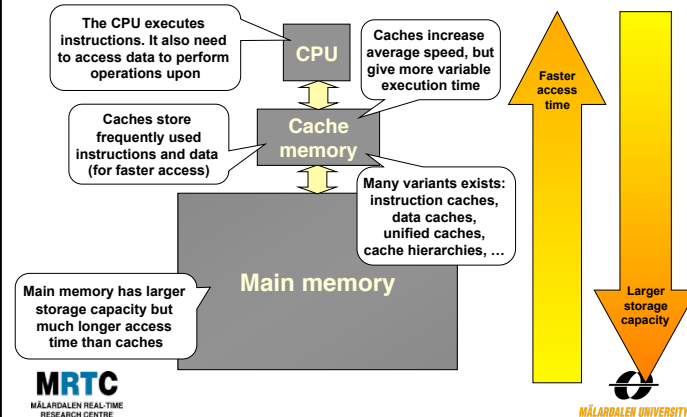 The CPU executes
instructions. It also need
to access data to perform
operations upon
CPU
Caches increase
average speed, but
give more variable
execution time
Caches store
frequently used
instructions and data
(for faster access)
Cache
memory
Many variants exists:
instruction caches,
data caches,
unified caches,
cache hierarchies, …
Main memory
Main memory has larger
storage capacity but
much longer access
time than caches
Faster
access
time
Larger
storage
capacity
MRTC
MÄLARDALEN REAL-TIME
RESEARCH CENTRE
MÄLARDALEN UNIVERSITY